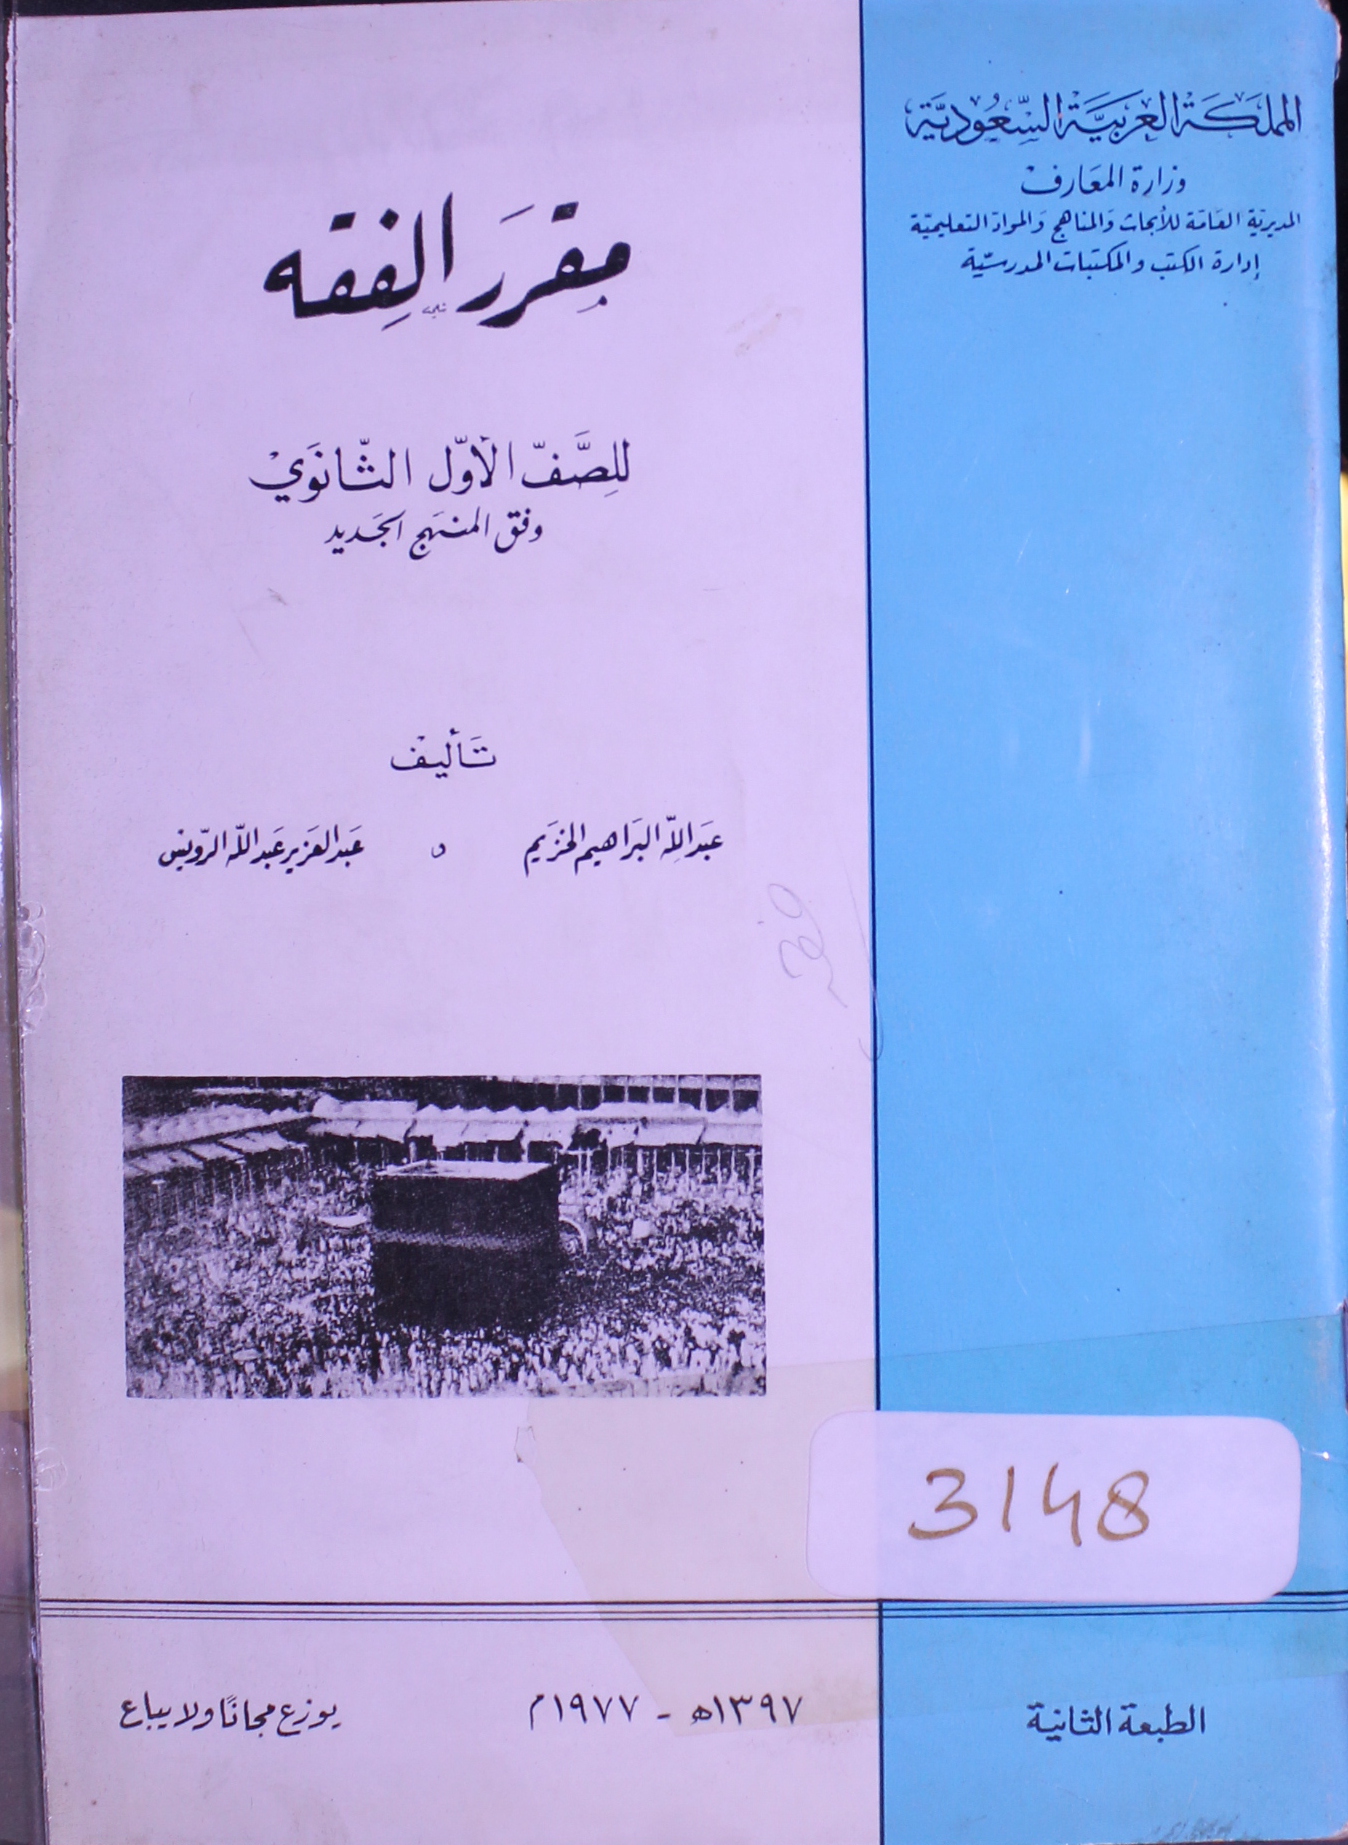 المملكة العربية السعودية
وزارة المعارف
المديرية العامة للأبحاث والمناهج والمواد التعليمية
إدارة الكتب والمكتبات المدرسية
مقرر الفقه
للصف الأول الثانوي
وفق المنهج الجديد
تأليف
عبد الله البراهيم الخزيم و عبد العزيز عبد الله الرويس
3148
الطبعة الثانية
١٣٩٧هـ - ١٩٧٧م
يوزع مجانًا ولا يباع